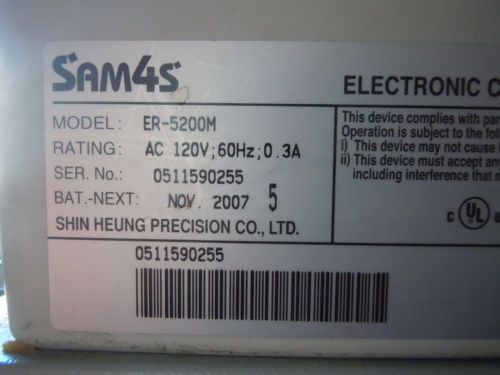 SAM4S
ELECTRONIC C
MODEL: ER-5200M
RATING: AC 120V;60Hz;0.3A
SER. No.: 0511590255
BAT.-NEXT: NOV. 2007 5
SHIN HEUNG PRECISION CO., LTD.
0511590255
This device complies with par
Operation is subject to the fo
i) This device may not cause
ii) This device must accept an
including interference that
C UL